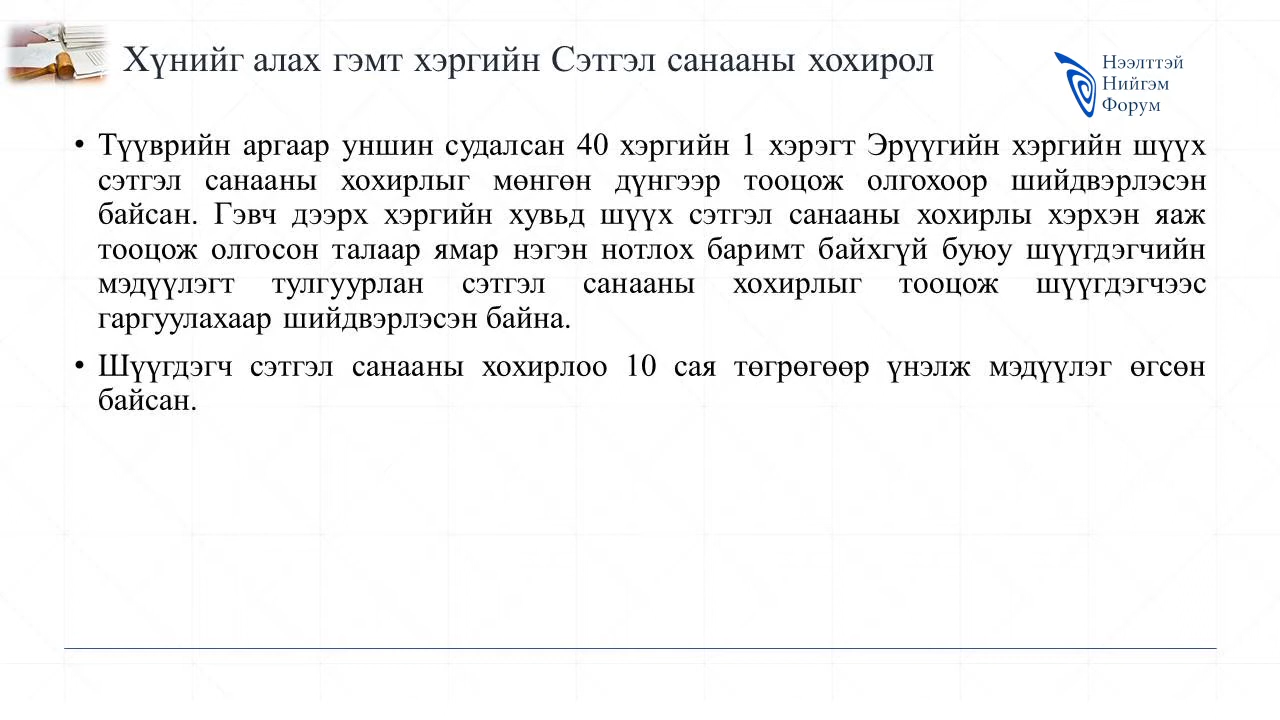 Хүнийг алах гэмт хэргийн Сэтгэл санааны хохирол
Нээлттэй
Нийгэм
Форум
• Түүврийн аргаар уншин судалсан 40 хэргийн 1 хэрэгт Эрүүгийн хэргийн шүүх
сэтгэл санааны хохирлыг мөнгөн дүнгээр тооцож олгохоор шийдвэрлэсэн
байсан. Гэвч дээрх хэргийн хувьд шүүх сэтгэл санааны хохирлы хэрхэн яаж
тооцож олгосон талаар ямар нэгэн нотлох баримт байхгүй буюу шүүгдэгчийн
мэдүүлэгт тулгуурлан сэтгэл санааны хохирлыг тооцож шүүгдэгчээс
гаргуулахаар шийдвэрлэсэн байна.
• Шүүгдэгч сэтгэл санааны хохирлоо 10 сая төгрөгөөр үнэлж мэдүүлэг өгсөн
байсан.